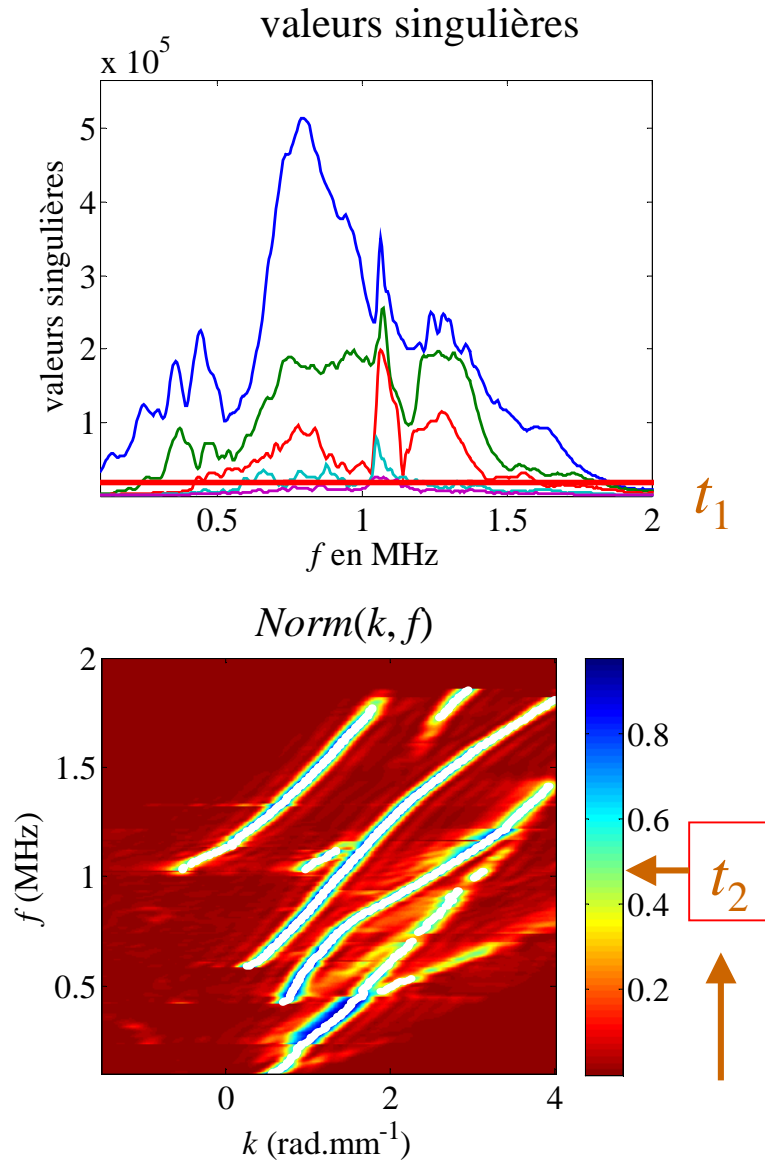 valeurs singulières
x 10⁵
5
4
3
2
1
valeurs singulières
0.5 1 1.5 2
f en MHz
t₁
Norm(k, f)
2
1.5
1
0.5
f (MHz)
0 2 4
k (rad.mm⁻¹)
0.8
0.6
0.4
0.2
t₂